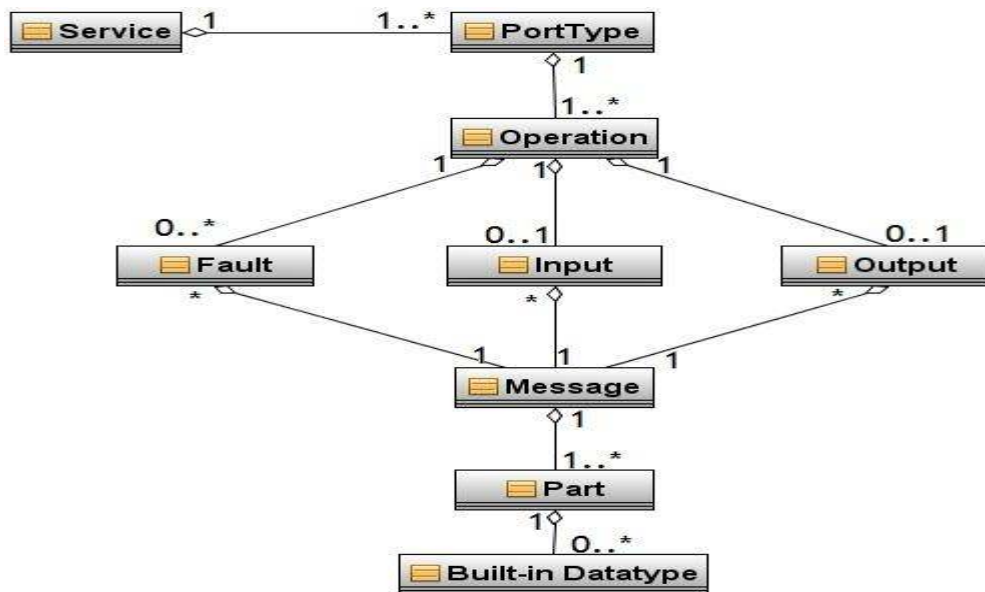 Service 1 1..* PortType
1
1..*
Operation
1 1 1
0..* 0..1 0..1
Fault Input Output
* * *
1 1 1
Message
1
1..*
Part
1
0..*
Built-in Datatype